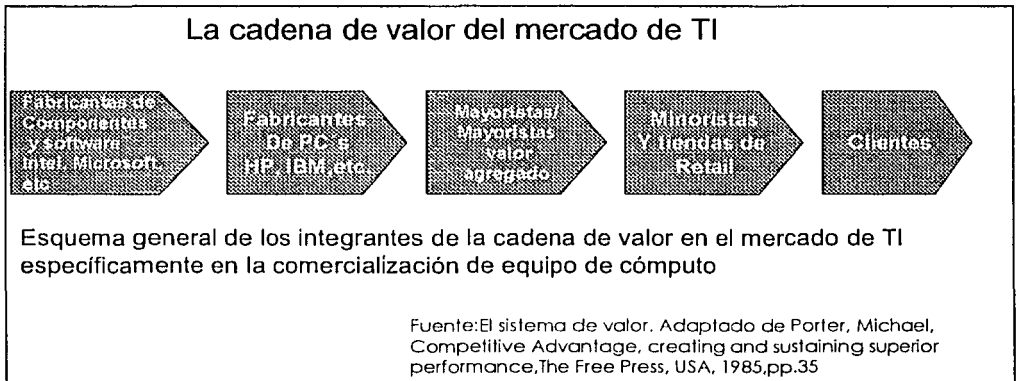 La cadena de valor del mercado de TI
Fabricantes de
Componentes
y software
Intel, Microsoft,
etc
Fabricantes
De PC´s
HP, IBM,etc.
Mayoristas/
Mayoristas
valor
agregado
Minoristas
Y tiendas de
Retail
Clientes
Esquema general de los integrantes de la cadena de valor en el mercado de TI
específicamente en la comercialización de equipo de cómputo
Fuente:El sistema de valor. Adaptado de Porter, Michael,
Competitive Advantage, creating and sustaining superior
performance,The Free Press, USA, 1985,pp.35